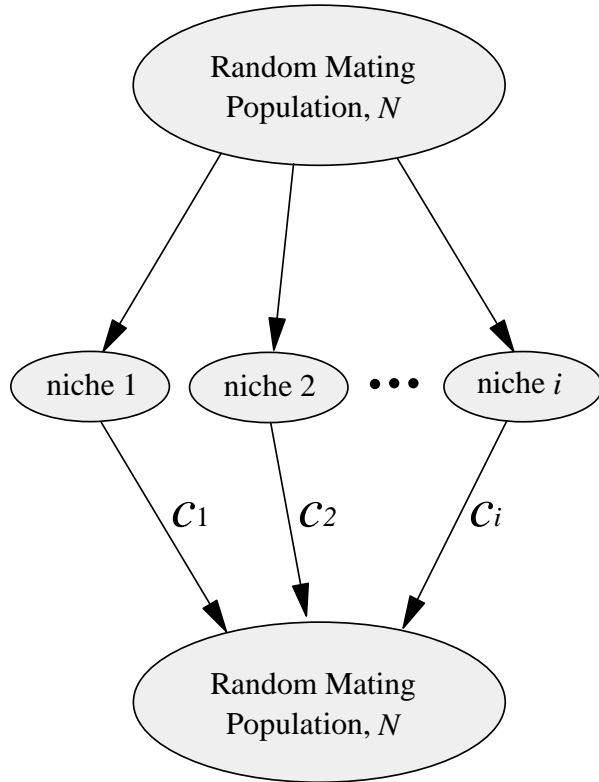 Random Mating
Population, N
niche 1
niche 2
niche i
c1
c2
ci
Random Mating
Population, N